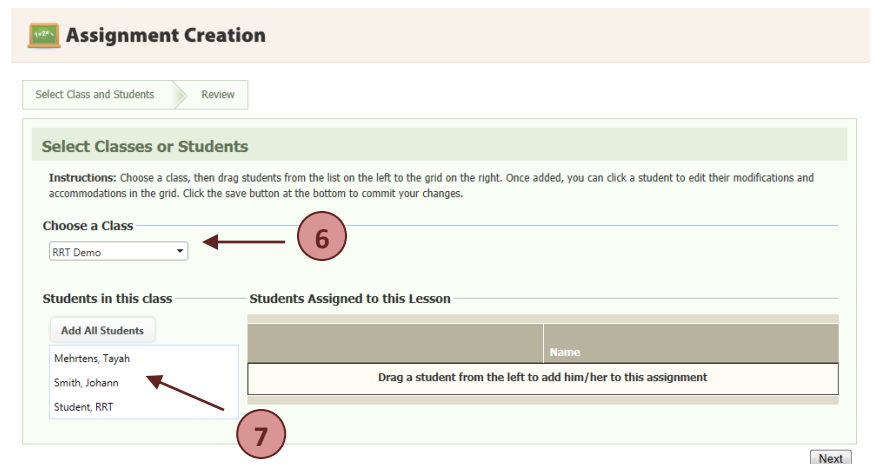 Assignment Creation
Select Class and Students Review
Select Classes or Students
Instructions: Choose a class, then drag students from the list on the left to the grid on the right. Once added, you can click a student to edit their modifications and
accommodations in the grid. Click the save button at the bottom to commit your changes.
Choose a Class
6
RRT Demo
Students in this class Students Assigned to this Lesson
Add All Students
Name
Mehrtens, Tayah
Drag a student from the left to add him/her to this assignment
Smith, Johann
Student, RRT
7
Next